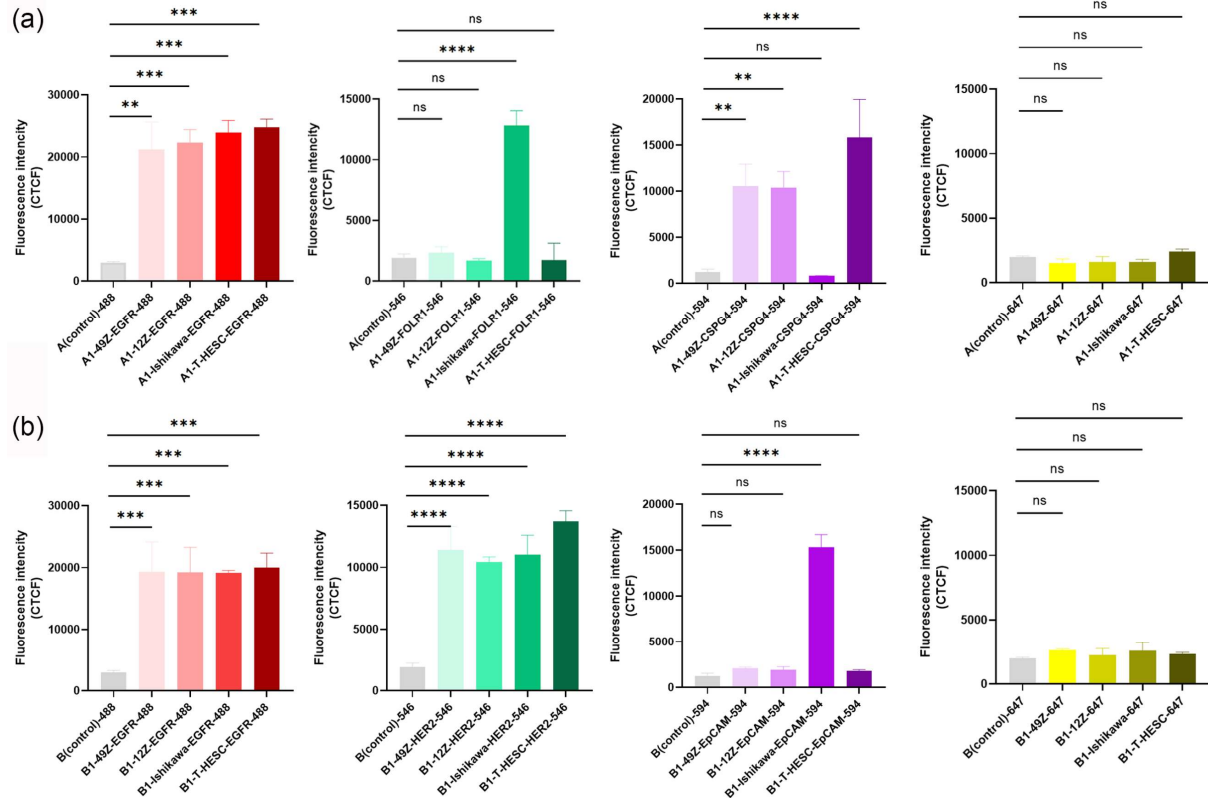 (a)
***
***
***
**
Fluorescence intencity
(CTCF)
30000
20000
10000
0
A(control)-488
A1-49Z-EGFR-488
A1-12Z-EGFR-488
A1-Ishikawa-EGFR-488
A1-T-HESC-EGFR-488
ns
****
ns
ns
Fluorescence intencity
(CTCF)
15000
10000
5000
0
A(control)-546
A1-49Z-FOLR1-546
A1-12Z-FOLR1-546
A1-Ishikawa-FOLR1-546
A1-T-HESC-FOLR1-546
****
ns
**
**
Fluorescence intencity
(CTCF)
20000
15000
10000
5000
0
A(control)-594
A1-49Z-CSPG4-594
A1-12Z-CSPG4-594
A1-Ishikawa-CSPG4-594
A1-T-HESC-CSPG4-594
ns
ns
ns
ns
Fluorescence intencity
(CTCF)
15000
10000
5000
0
A(control)-647
A1-49Z-647
A1-12Z-647
A1-Ishikawa-647
A1-T-HESC-647
(b)
***
***
***
***
Fluorescence intencity
(CTCF)
30000
20000
10000
0
B(control)-488
B1-49Z-EGFR-488
B1-12Z-EGFR-488
B1-Ishikawa-EGFR-488
B1-T-HESC-EGFR-488
****
****
****
****
Fluorescence intencity
(CTCF)
15000
10000
5000
0
B(control)-546
B1-49Z-HER2-546
B1-12Z-HER2-546
B1-Ishikawa-HER2-546
B1-T-HESC-HER2-546
ns
****
ns
ns
Fluorescence intencity
(CTCF)
20000
15000
10000
5000
0
B(control)-594
B1-49Z-EpCAM-594
B1-12Z-EpCAM-594
B1-Ishikawa-EpCAM-594
B1-T-HESC-EpCAM-594
ns
ns
ns
ns
Fluorescence intencity
(CTCF)
15000
10000
5000
0
B(control)-647
B1-49Z-647
B1-12Z-647
B1-Ishikawa-647
B1-T-HESC-647